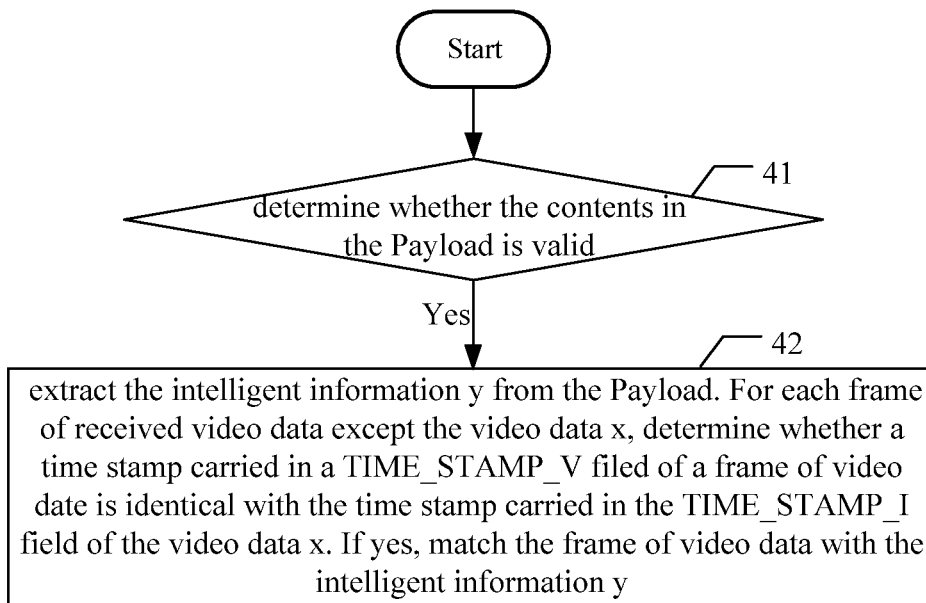 Start
41
determine whether the contents in
the Payload is valid
Yes
42
extract the intelligent information y from the Payload. For each frame
of received video data except the video data x, determine whether a
time stamp carried in a TIME_STAMP_V filed of a frame of video
date is identical with the time stamp carried in the TIME_STAMP_I
field of the video data x. If yes, match the frame of video data with the
intelligent information y